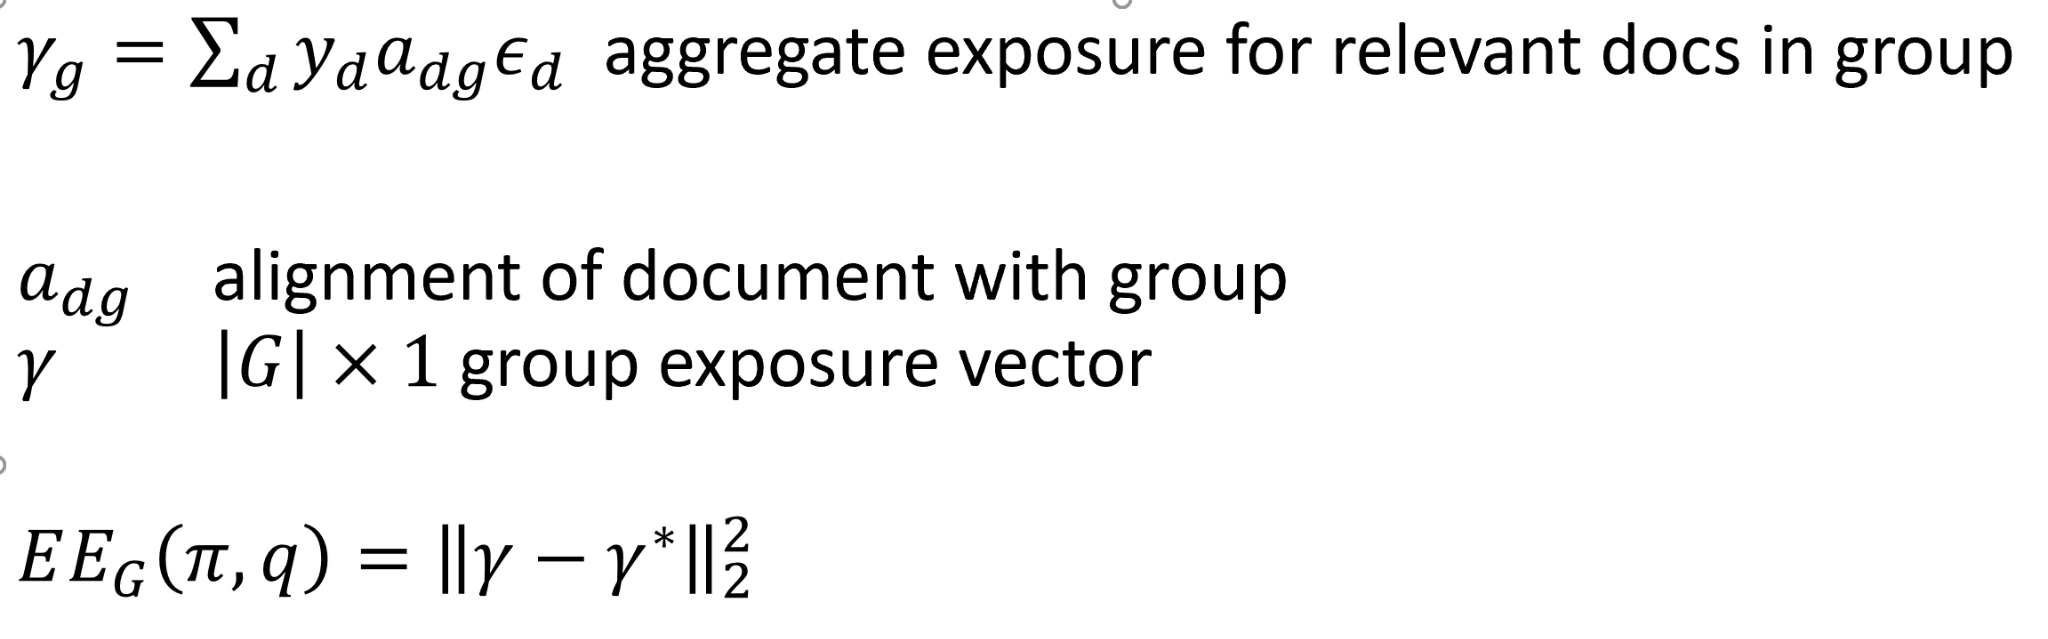 γ_g = ∑_d y_d a_dg ϵ_d aggregate exposure for relevant docs in group
a_dg alignment of document with group
γ |G| × 1 group exposure vector
EE_G(π, q) = ‖γ − γ*‖₂²